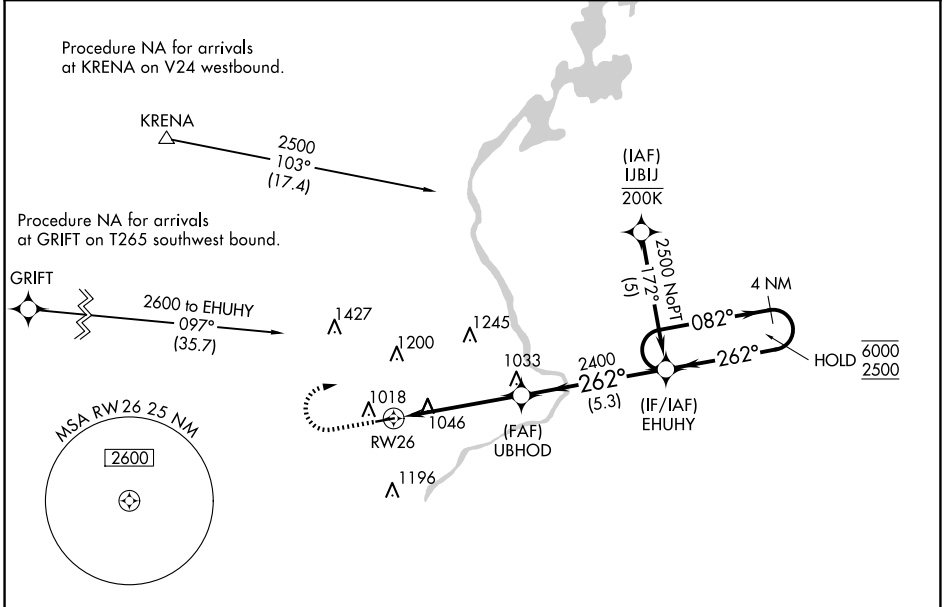 Procedure NA for arrivals
at KRENA on V24 westbound.
KRENA
2500
103°
(17.4)
(IAF)
IJBIJ
200K
Procedure NA for arrivals
at GRIFT on T265 southwest bound.
GRIFT
2600 to EHUHY
097°
(35.7)
2500 NoPT
172°
(5)
4 NM
082°
262°
HOLD
6000
2500
1427
1200
1245
1033
2400
262°
(5.3)
(IF/IAF)
EHUHY
1018
1046
RW26
(FAF)
UBHOD
1196
MSA RW26 25 NM
2600